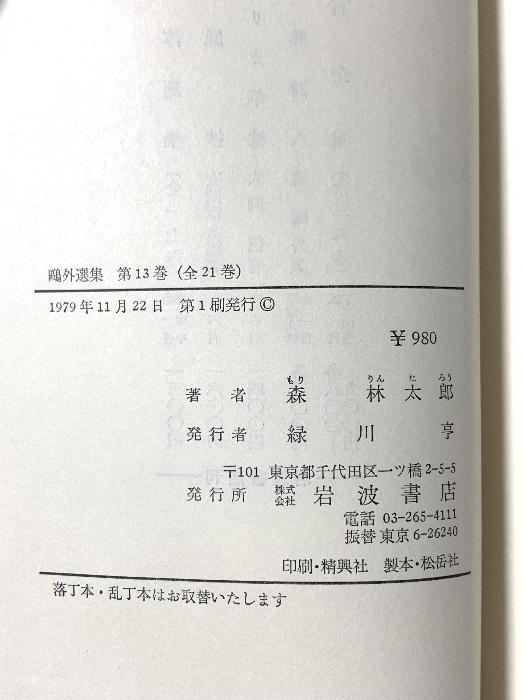 鷗外選集 第13巻(全21巻)
1979年11月22日 第1刷発行©
¥980
著者 森林太郎
もり りん た ろう
発行者 緑川亨
〒101 東京都千代田区一ツ橋2-5-5
発行所 株式会社 岩波書店
電話 03-265-4111
振替 東京6-26240
印刷・精興社 製本・松岳社
落丁本・乱丁本はお取替いたします